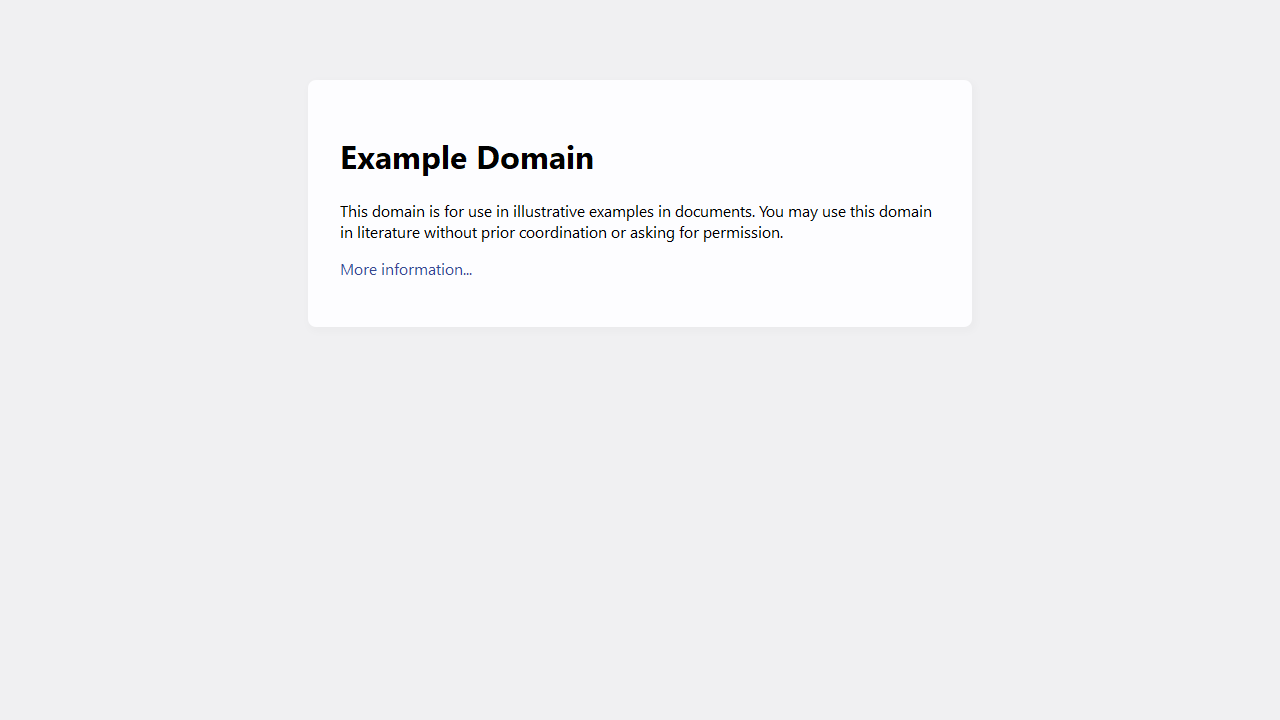 Example Domain
This domain is for use in illustrative examples in documents. You may use this domain
in literature without prior coordination or asking for permission.
More information...